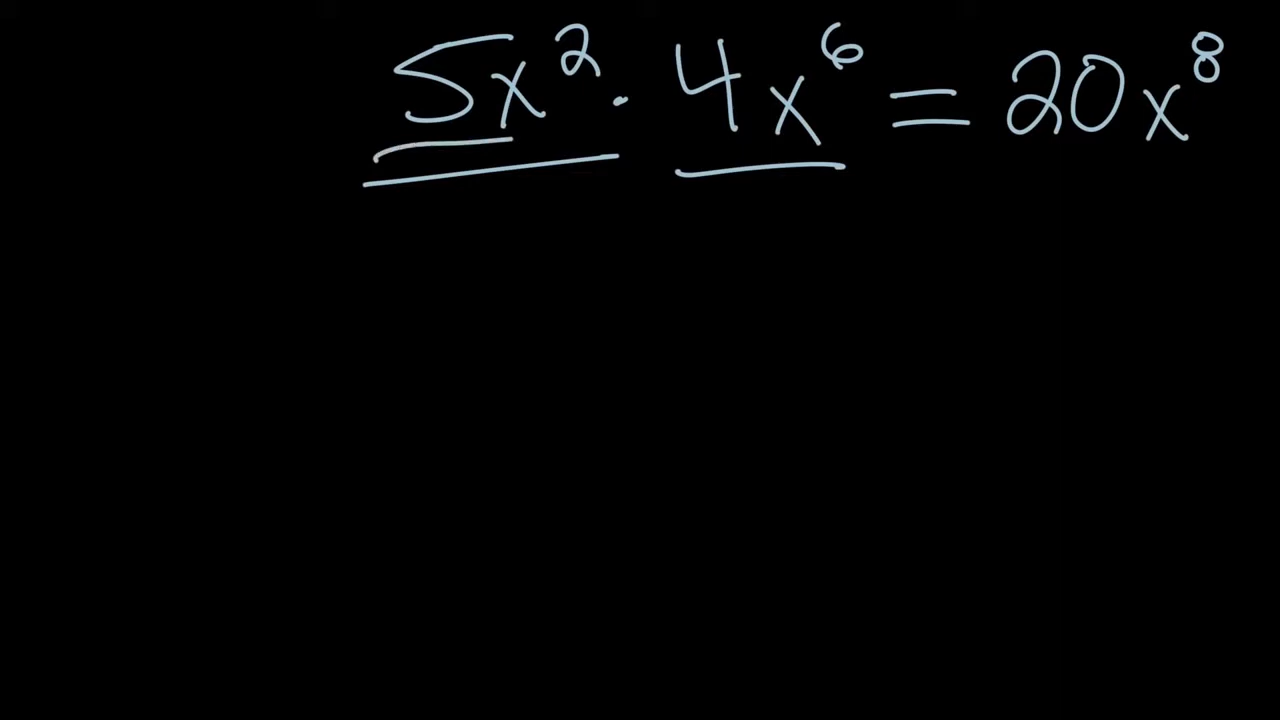 5x² · 4x⁶ = 20x⁸